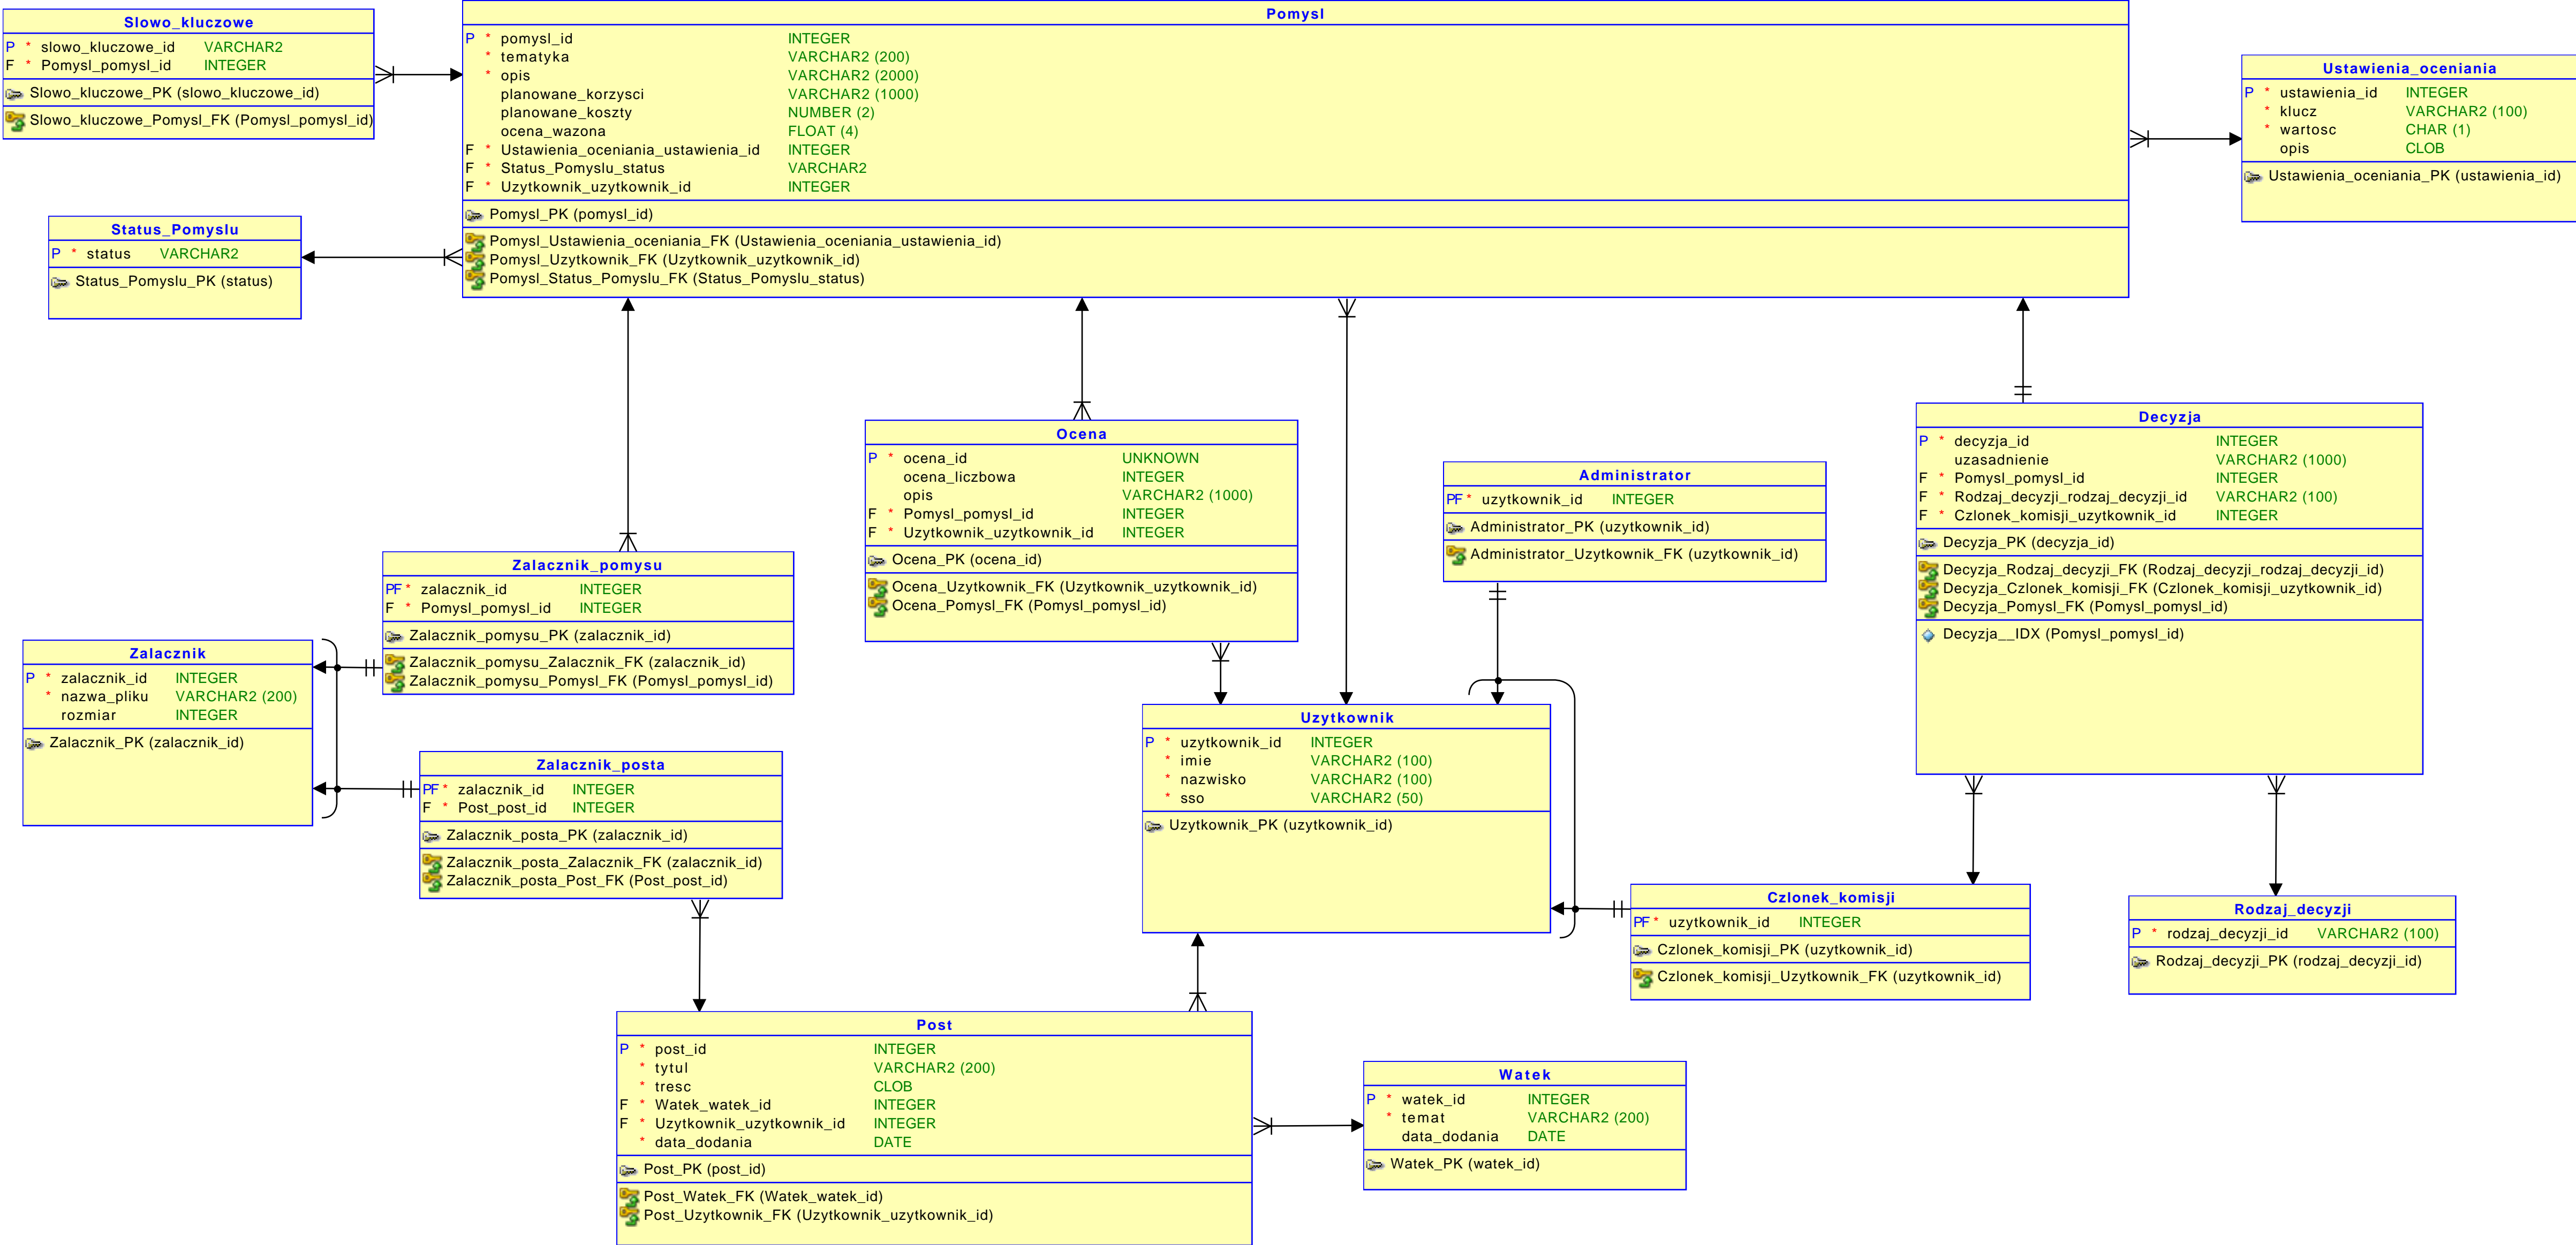 Slowo_kluczowe
P * slowo_kluczowe_id VARCHAR2
F * Pomysl_pomysl_id INTEGER
Slowo_kluczowe_PK (slowo_kluczowe_id)
Slowo_kluczowe_Pomysl_FK (Pomysl_pomysl_id)
Pomysl
P * pomysl_id INTEGER
* tematyka VARCHAR2 (200)
* opis VARCHAR2 (2000)
planowane_korzysci VARCHAR2 (1000)
planowane_koszty NUMBER (2)
ocena_wazona FLOAT (4)
F * Ustawienia_oceniania_ustawienia_id INTEGER
F * Status_Pomyslu_status VARCHAR2
F * Uzytkownik_uzytkownik_id INTEGER
Pomysl_PK (pomysl_id)
Pomysl_Ustawienia_oceniania_FK (Ustawienia_oceniania_ustawienia_id)
Pomysl_Uzytkownik_FK (Uzytkownik_uzytkownik_id)
Pomysl_Status_Pomyslu_FK (Status_Pomyslu_status)
Ustawienia_oceniania
P * ustawienia_id INTEGER
* klucz VARCHAR2 (100)
* wartosc CHAR (1)
opis CLOB
Ustawienia_oceniania_PK (ustawienia_id)
Status_Pomyslu
P * status VARCHAR2
Status_Pomyslu_PK (status)
Ocena
P * ocena_id UNKNOWN
ocena_liczbowa INTEGER
opis VARCHAR2 (1000)
F * Pomysl_pomysl_id INTEGER
F * Uzytkownik_uzytkownik_id INTEGER
Ocena_PK (ocena_id)
Ocena_Uzytkownik_FK (Uzytkownik_uzytkownik_id)
Ocena_Pomysl_FK (Pomysl_pomysl_id)
Administrator
PF * uzytkownik_id INTEGER
Administrator_PK (uzytkownik_id)
Administrator_Uzytkownik_FK (uzytkownik_id)
Decyzja
P * decyzja_id INTEGER
uzasadnienie VARCHAR2 (1000)
F * Pomysl_pomysl_id INTEGER
F * Rodzaj_decyzji_rodzaj_decyzji_id VARCHAR2 (100)
F * Czlonek_komisji_uzytkownik_id INTEGER
Decyzja_PK (decyzja_id)
Decyzja_Rodzaj_decyzji_FK (Rodzaj_decyzji_rodzaj_decyzji_id)
Decyzja_Czlonek_komisji_FK (Czlonek_komisji_uzytkownik_id)
Decyzja_Pomysl_FK (Pomysl_pomysl_id)
Decyzja__IDX (Pomysl_pomysl_id)
Zalacznik_pomysu
PF * zalacznik_id INTEGER
F * Pomysl_pomysl_id INTEGER
Zalacznik_pomysu_PK (zalacznik_id)
Zalacznik_pomysu_Zalacznik_FK (zalacznik_id)
Zalacznik_pomysu_Pomysl_FK (Pomysl_pomysl_id)
Zalacznik
P * zalacznik_id INTEGER
* nazwa_pliku VARCHAR2 (200)
rozmiar INTEGER
Zalacznik_PK (zalacznik_id)
Zalacznik_posta
PF * zalacznik_id INTEGER
F * Post_post_id INTEGER
Zalacznik_posta_PK (zalacznik_id)
Zalacznik_posta_Zalacznik_FK (zalacznik_id)
Zalacznik_posta_Post_FK (Post_post_id)
Uzytkownik
P * uzytkownik_id INTEGER
* imie VARCHAR2 (100)
* nazwisko VARCHAR2 (100)
* sso VARCHAR2 (50)
Uzytkownik_PK (uzytkownik_id)
Czlonek_komisji
PF * uzytkownik_id INTEGER
Czlonek_komisji_PK (uzytkownik_id)
Czlonek_komisji_Uzytkownik_FK (uzytkownik_id)
Rodzaj_decyzji
P * rodzaj_decyzji_id VARCHAR2 (100)
Rodzaj_decyzji_PK (rodzaj_decyzji_id)
Post
P * post_id INTEGER
* tytul VARCHAR2 (200)
* tresc CLOB
F * Watek_watek_id INTEGER
F * Uzytkownik_uzytkownik_id INTEGER
* data_dodania DATE
Post_PK (post_id)
Post_Watek_FK (Watek_watek_id)
Post_Uzytkownik_FK (Uzytkownik_uzytkownik_id)
Watek
P * watek_id INTEGER
* temat VARCHAR2 (200)
data_dodania DATE
Watek_PK (watek_id)